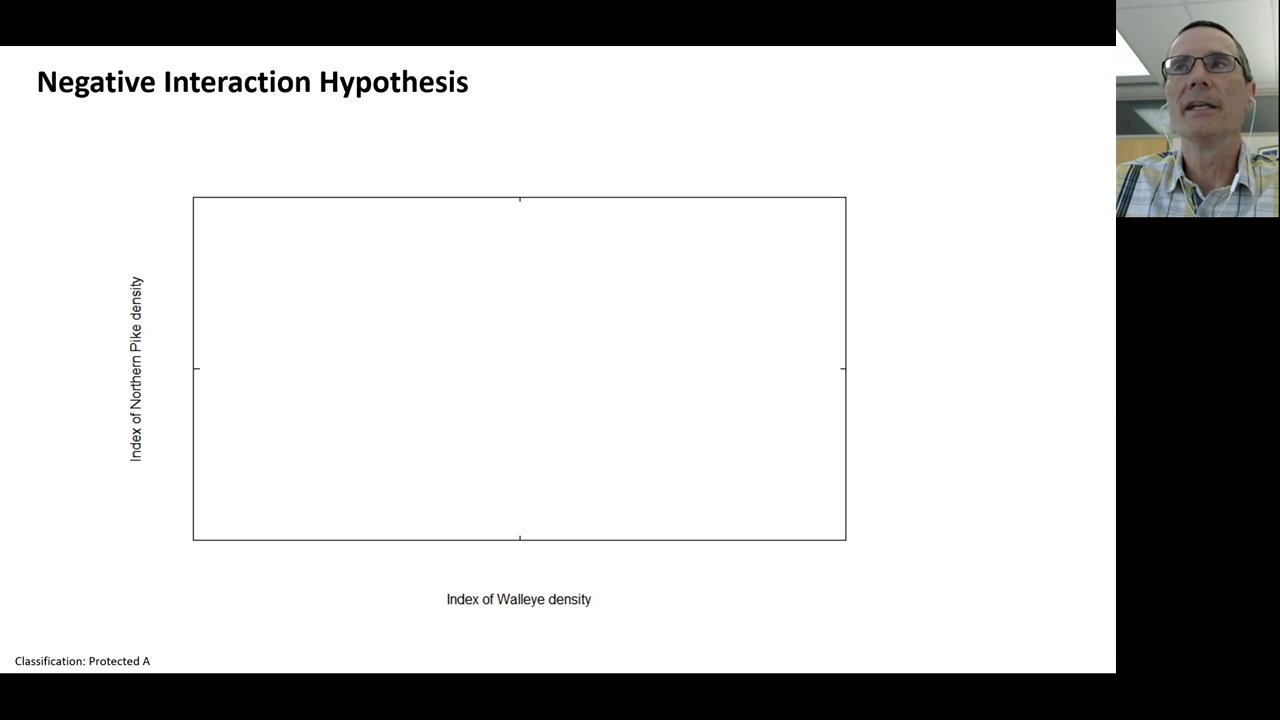 Negative Interaction Hypothesis
Index of Northern Pike density
Index of Walleye density
Classification: Protected A